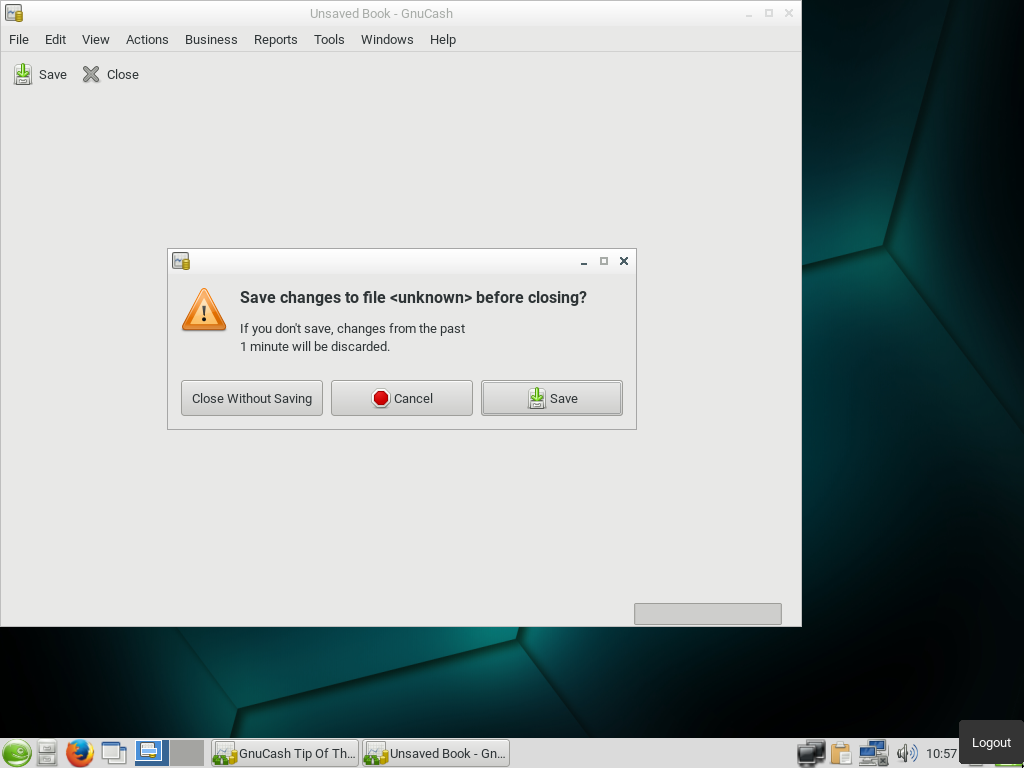 Unsaved Book - GnuCash
File Edit View Actions Business Reports Tools Windows Help
Save Close
Save changes to file <unknown> before closing?
If you don't save, changes from the past
1 minute will be discarded.
Close Without Saving Cancel Save
GnuCash Tip Of Th... Unsaved Book - Gn... 10:57
Logout